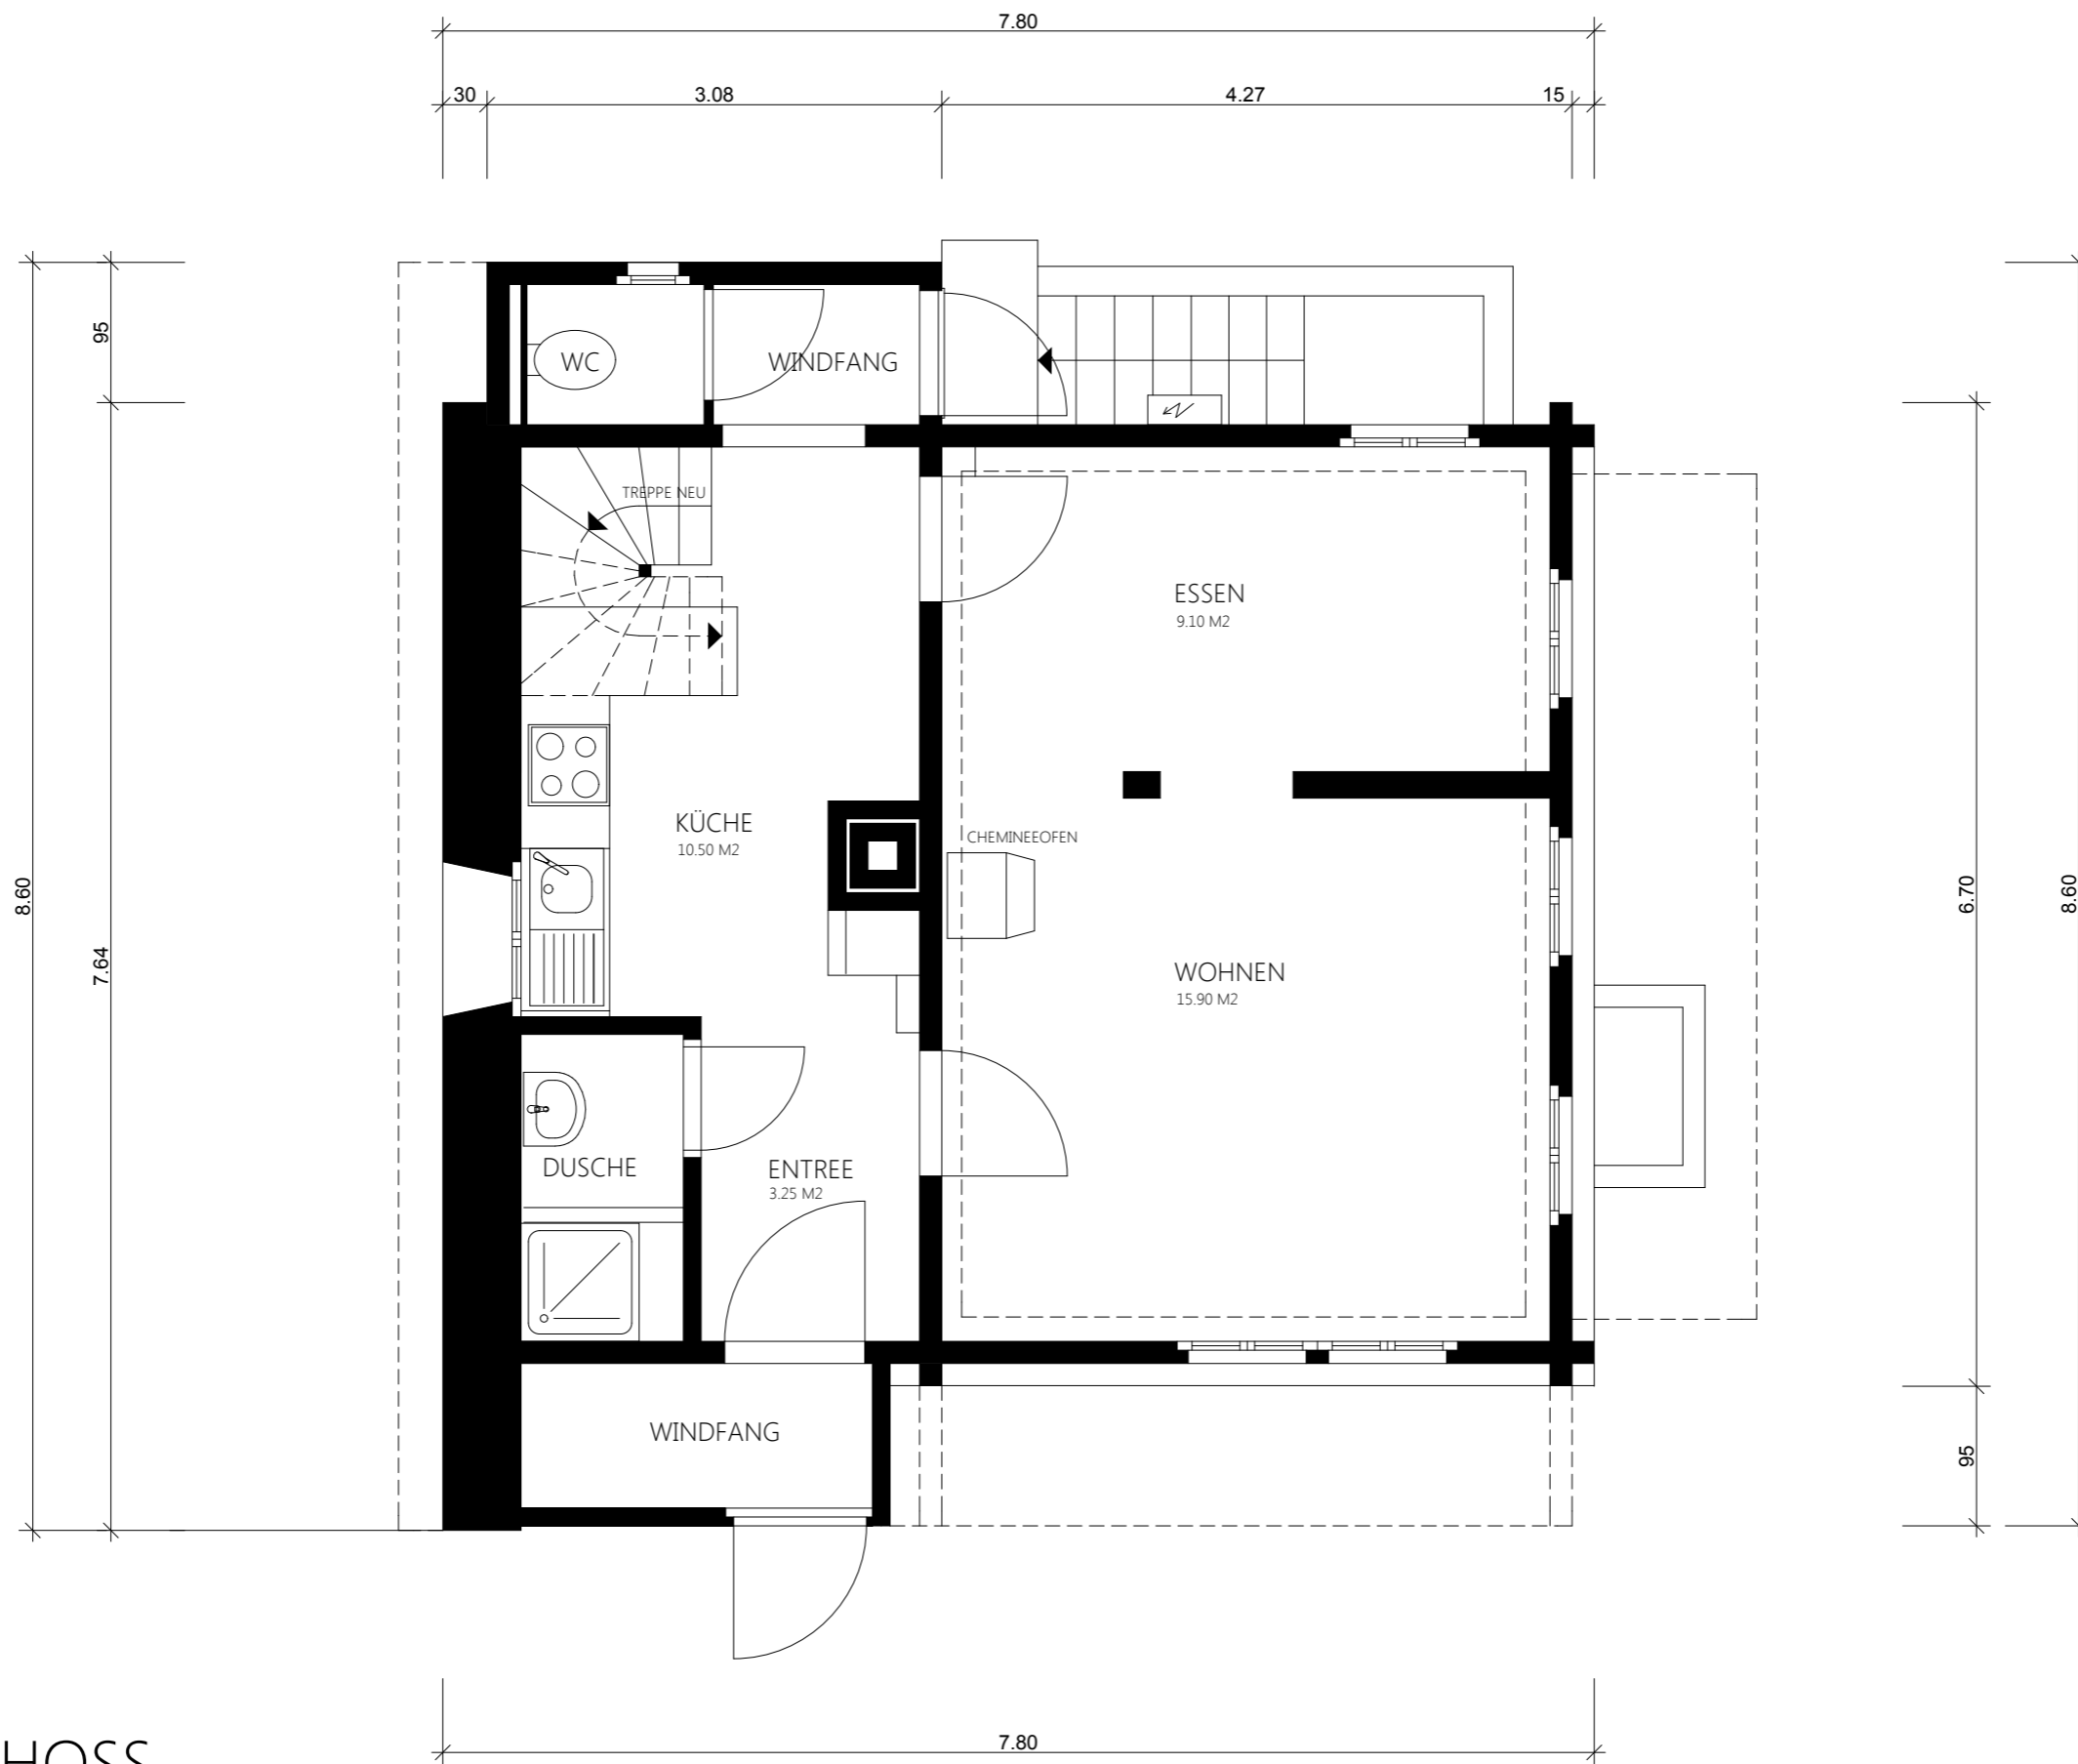 7.80
30
3.08
4.27
15
95
WC
WINDFANG
TREPPE NEU
ESSEN
9.10 M2
KÜCHE
10.50 M2
CHEMINEEOFEN
8.60
7.64
6.70
8.60
WOHNEN
15.90 M2
DUSCHE
ENTREE
3.25 M2
WINDFANG
95
7.80
HOSS